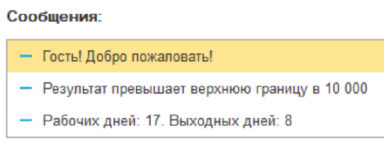 Сообщения:
Гость! Добро пожаловать!
Результат превышает верхнюю границу в 10 000
Рабочих дней: 17. Выходных дней: 8